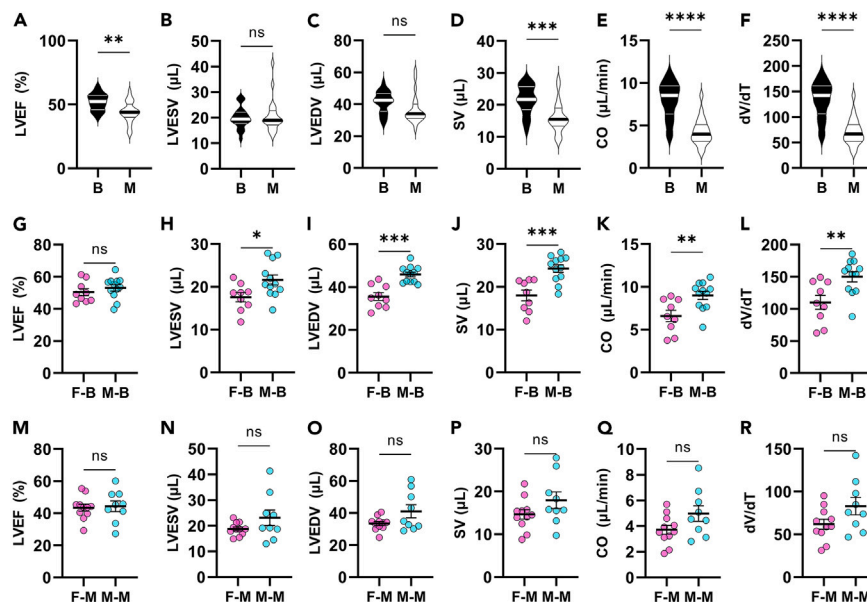 A
**
LVEF (%)
100
50
0
B M
B
ns
LVESV (µL)
50
40
30
20
10
0
B M
C
ns
LVEDV (µL)
80
60
40
20
0
B M
D
***
SV (µL)
40
30
20
10
0
B M
E
****
CO (µL/min)
15
10
5
0
B M
F
****
dV/dT
200
150
100
50
0
B M
G
ns
LVEF (%)
80
60
40
20
0
F-B M-B
H
*
LVESV (µL)
30
20
10
0
F-B M-B
I
***
LVEDV (µL)
60
40
20
0
F-B M-B
J
***
SV (µL)
30
20
10
0
F-B M-B
K
**
CO (µL/min)
15
10
5
0
F-B M-B
L
**
dV/dT
200
150
100
50
0
F-B M-B
M
ns
LVEF (%)
80
60
40
20
0
F-M M-M
N
ns
LVESV (µL)
50
40
30
20
10
0
F-M M-M
O
ns
LVEDV (µL)
80
60
40
20
0
F-M M-M
P
ns
SV (µL)
30
20
10
0
F-M M-M
Q
ns
CO (µL/min)
10
8
6
4
2
0
F-M M-M
R
ns
dV/dT
150
100
50
0
F-M M-M